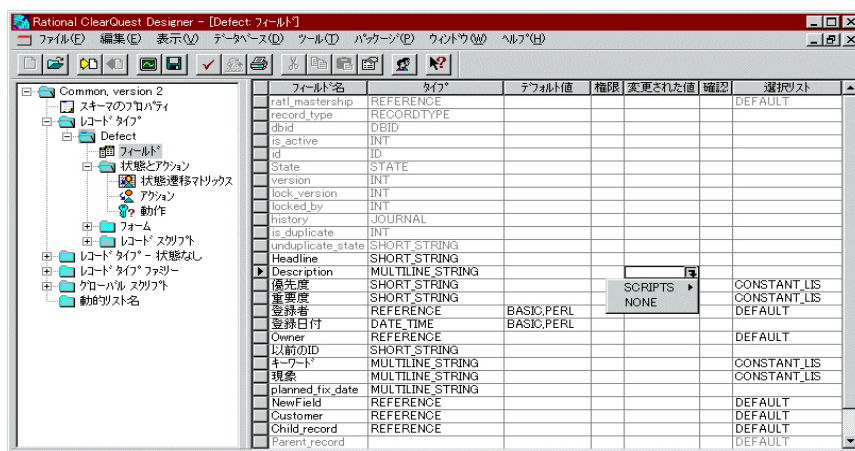 Rational ClearQuest Designer - [Defect: フィールド]
ファイル(F) 編集(E) 表示(V) データベース(D) ツール(T) パッケージ(P) ウィンドウ(W) ヘルプ(H)
Common, version 2
スキーマのプロパティ
レコード タイプ
Defect
フィールド
状態とアクション
状態遷移マトリックス
アクション
動作
フォーム
レコード スクリプト
レコード タイプ - 状態なし
レコード タイプ ファミリー
グローバル スクリプト
動的リスト名
フィールド名 タイプ デフォルト値 権限 変更された値 確認 選択リスト
ratl_mastership REFERENCE DEFAULT
record_type RECORDTYPE
dbid DBID
is_active INT
id ID
State STATE
version INT
lock_version INT
locked_by INT
history JOURNAL
is_duplicate INT
unduplicate_state SHORT_STRING
Headline SHORT_STRING
Description MULTILINE_STRING
優先度 SHORT_STRING SCRIPTS CONSTANT_LIS
重要度 SHORT_STRING NONE CONSTANT_LIS
登録者 REFERENCE BASIC,PERL DEFAULT
登録日付 DATE_TIME BASIC,PERL
Owner REFERENCE DEFAULT
以前のID SHORT_STRING
キーワード MULTILINE_STRING CONSTANT_LIS
現象 MULTILINE_STRING CONSTANT_LIS
planned_fix_date MULTILINE_STRING
NewField REFERENCE DEFAULT
Customer REFERENCE DEFAULT
Child_record REFERENCE DEFAULT
Parent_record DEFAULT